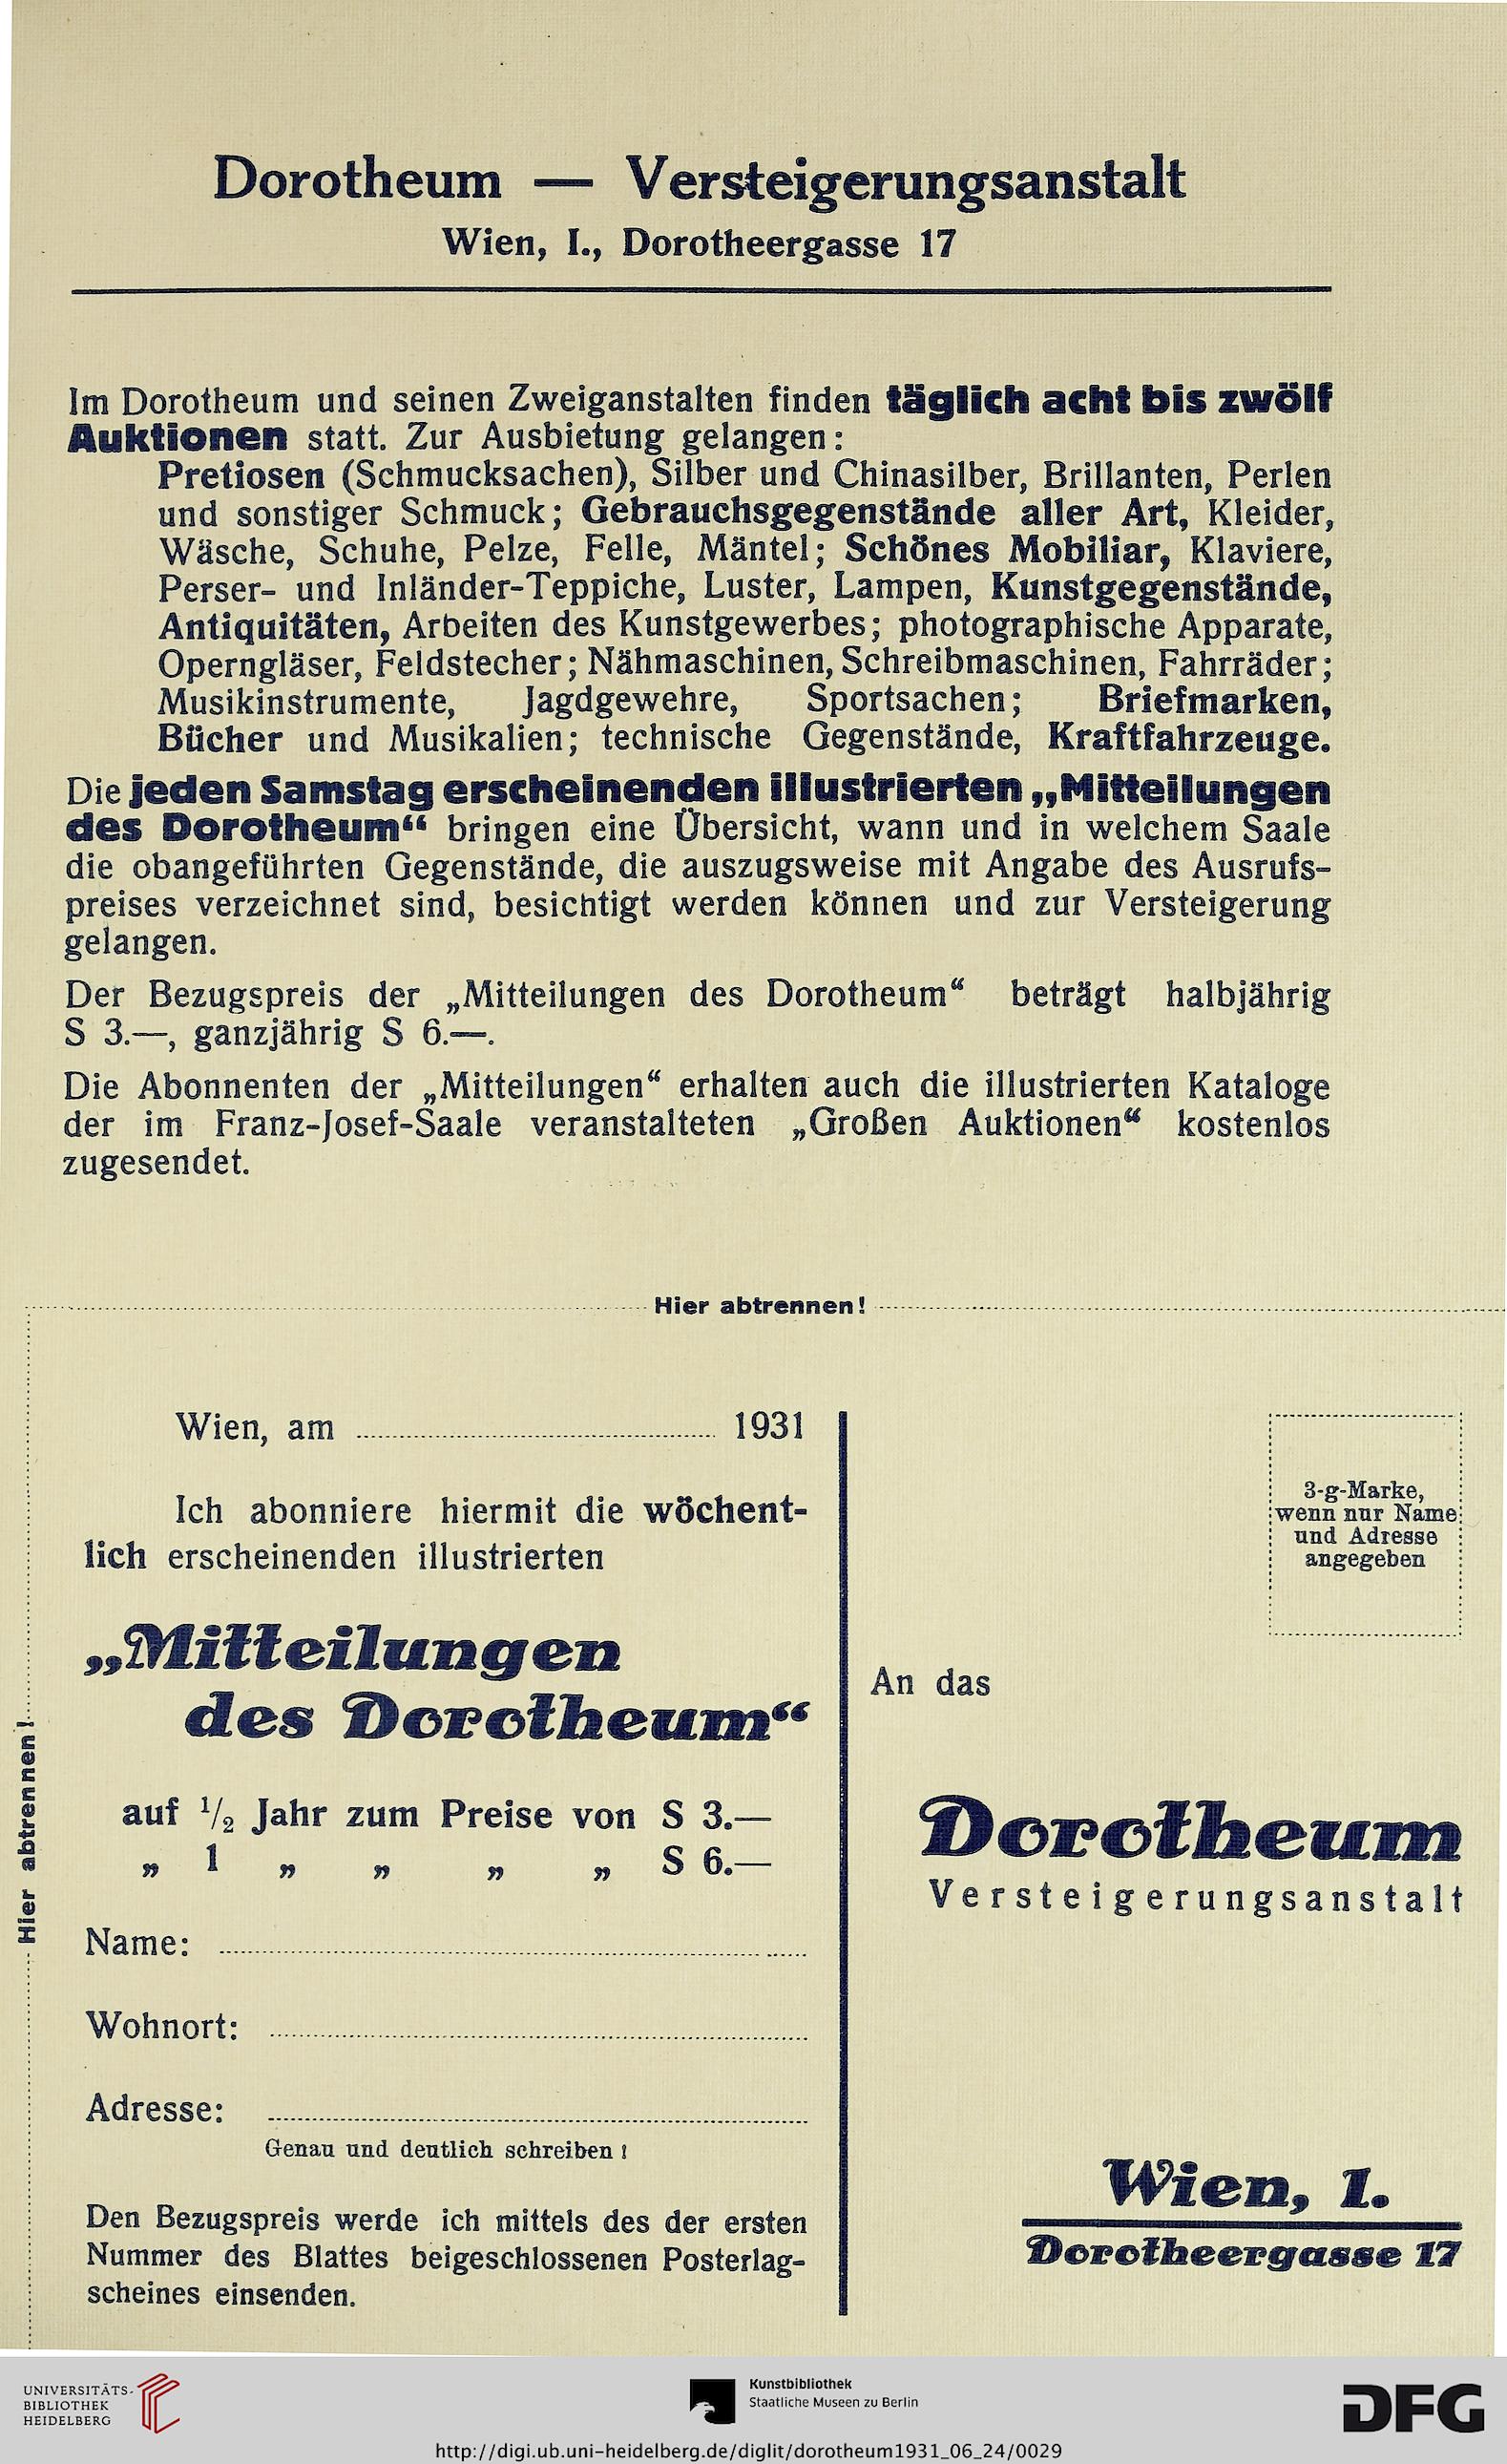 Dorotheum — Versteigerungsanstalt
Wien, I., Dorotheergasse 17
Im Dorotheum und seinen Zweiganstalten finden täglich acht bis zwölf
Auktionen statt. Zur Ausbietung gelangen:
Pretiosen (Schmucksachen), Silber und Chinasilber, Brillanten, Perlen
und sonstiger Schmuck; Gebrauchsgegenstände aller Art, Kleider,
Wäsche, Schuhe, Pelze, Felle, Mäntel; Schönes Mobiliar, Klaviere,
Perser- und Inländer-Teppiche, Luster, Lampen, Kunstgegenstände,
Antiquitäten, Arbeiten des Kunstgewerbes; photographische Apparate,
Operngläser, Feldstecher; Nähmaschinen, Schreibmaschinen, Fahrräder;
Musikinstrumente, Jagdgewehre, Sportsachen; Briefmarken,
Bücher und Musikalien; technische Gegenstände, Kraftfahrzeuge.
Die jeden Samstag erscheinenden illustrierten „Mitteilungen
des Dorotheum“ bringen eine Übersicht, wann und in welchem Saale
die obangeführten Gegenstände, die auszugsweise mit Angabe des Ausrufs-
preises verzeichnet sind, besichtigt werden können und zur Versteigerung
gelangen.
Der Bezugspreis der „Mitteilungen des Dorotheum“ beträgt halbjährig
S 3.—, ganzjährig S 6.—.
Die Abonnenten der „Mitteilungen“ erhalten auch die illustrierten Kataloge
der im Franz-Josef-Saale veranstalteten „Großen Auktionen“ kostenlos
zugesendet.
Hier abtrennen!
Hier abtrennen!
Wien, am 1931
Ich abonniere hiermit die wöchent-
lich erscheinenden illustrierten
„Mitteilungen
des Dorotheum“
auf 1/2 Jahr zum Preise von S 3.—
„ 1 „ „ „ „ S 6.—
Name:
Wohnort:
Adresse:
Genau und deutlich schreiben!
Den Bezugspreis werde ich mittels des der ersten
Nummer des Blattes beigeschlossenen Posterlag-
scheines einsenden.
3-g-Marke,
wenn nur Name
und Adresse
angegeben
An das
Dorotheum
Versteigerungsanstalt
Wien, I.
Dorotheergasse 17
UNIVERSITÄTS-
BIBLIOTHEK
HEIDELBERG
Kunstbibliothek
Staatliche Museen zu Berlin
DFG
http://digi.ub.uni-heidelberg.de/diglit/dorotheum1931_06_24/0029